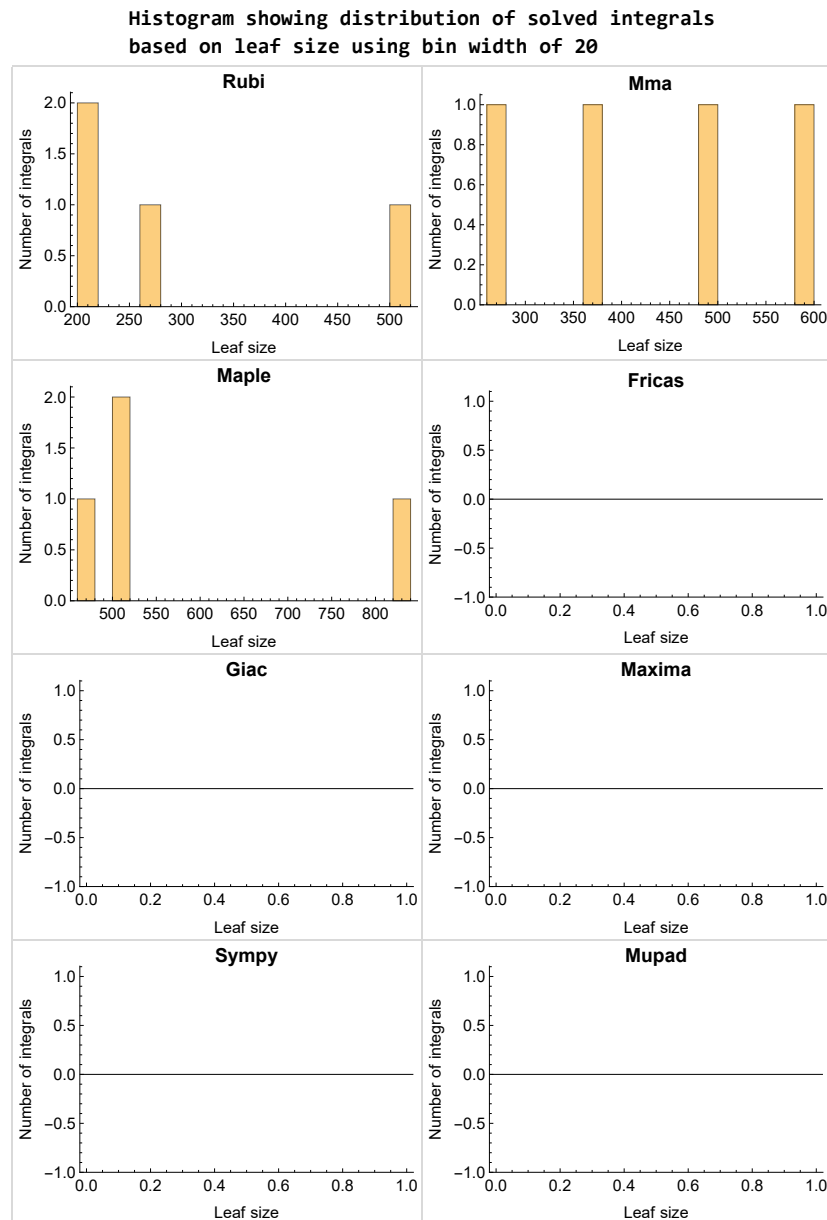 Histogram showing distribution of solved integrals
based on leaf size using bin width of 20
Rubi
Number of integrals
2.0
1.5
1.0
0.5
0.0
200 250 300 350 400 450 500
Leaf size
Mma
Number of integrals
1.0
0.8
0.6
0.4
0.2
0.0
300 350 400 450 500 550 600
Leaf size
Maple
Number of integrals
2.0
1.5
1.0
0.5
0.0
500 550 600 650 700 750 800
Leaf size
Fricas
Number of integrals
1.0
0.5
0.0
−0.5
−1.0
0.0 0.2 0.4 0.6 0.8 1.0
Leaf size
Giac
Number of integrals
1.0
0.5
0.0
−0.5
−1.0
0.0 0.2 0.4 0.6 0.8 1.0
Leaf size
Maxima
Number of integrals
1.0
0.5
0.0
−0.5
−1.0
0.0 0.2 0.4 0.6 0.8 1.0
Leaf size
Sympy
Number of integrals
1.0
0.5
0.0
−0.5
−1.0
0.0 0.2 0.4 0.6 0.8 1.0
Leaf size
Mupad
Number of integrals
1.0
0.5
0.0
−0.5
−1.0
0.0 0.2 0.4 0.6 0.8 1.0
Leaf size